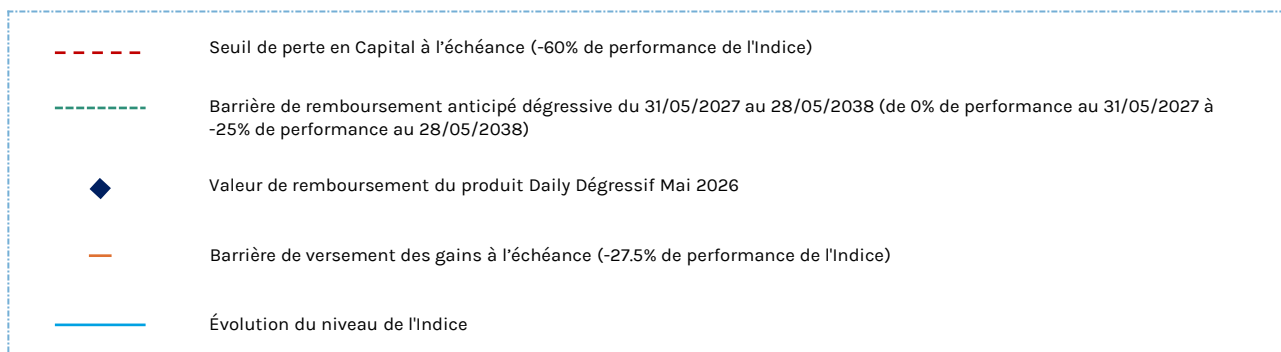 Seuil de perte en Capital à l’échéance (-60% de performance de l'Indice)
Barrière de remboursement anticipé dégressive du 31/05/2027 au 28/05/2038 (de 0% de performance au 31/05/2027 à
-25% de performance au 28/05/2038)
Valeur de remboursement du produit Daily Dégressif Mai 2026
Barrière de versement des gains à l’échéance (-27.5% de performance de l'Indice)
Évolution du niveau de l'Indice